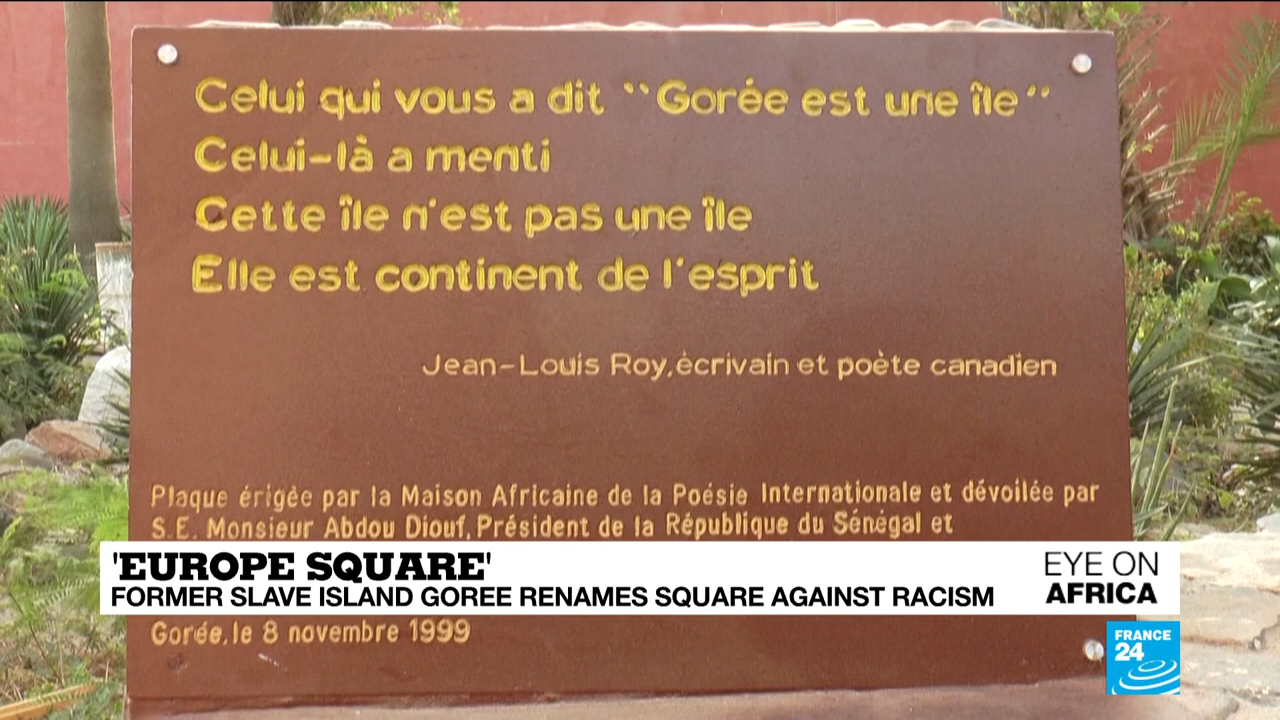 Celui qui vous a dit "Gorée est une île"
Celui-là a menti
Cette île n'est pas une île
Elle est continent de l'esprit
Jean-Louis Roy, écrivain et poète canadien
Plaque érigée par la Maison Africaine de la Poésie Internationale et dévoilée par
S.E. Monsieur Abdou Diouf, Président de la République du Sénégal et
'EUROPE SQUARE'
FORMER SLAVE ISLAND GOREE RENAMES SQUARE AGAINST RACISM
EYE ON
AFRICA
Gorée, le 8 novembre 1999
FRANCE
24